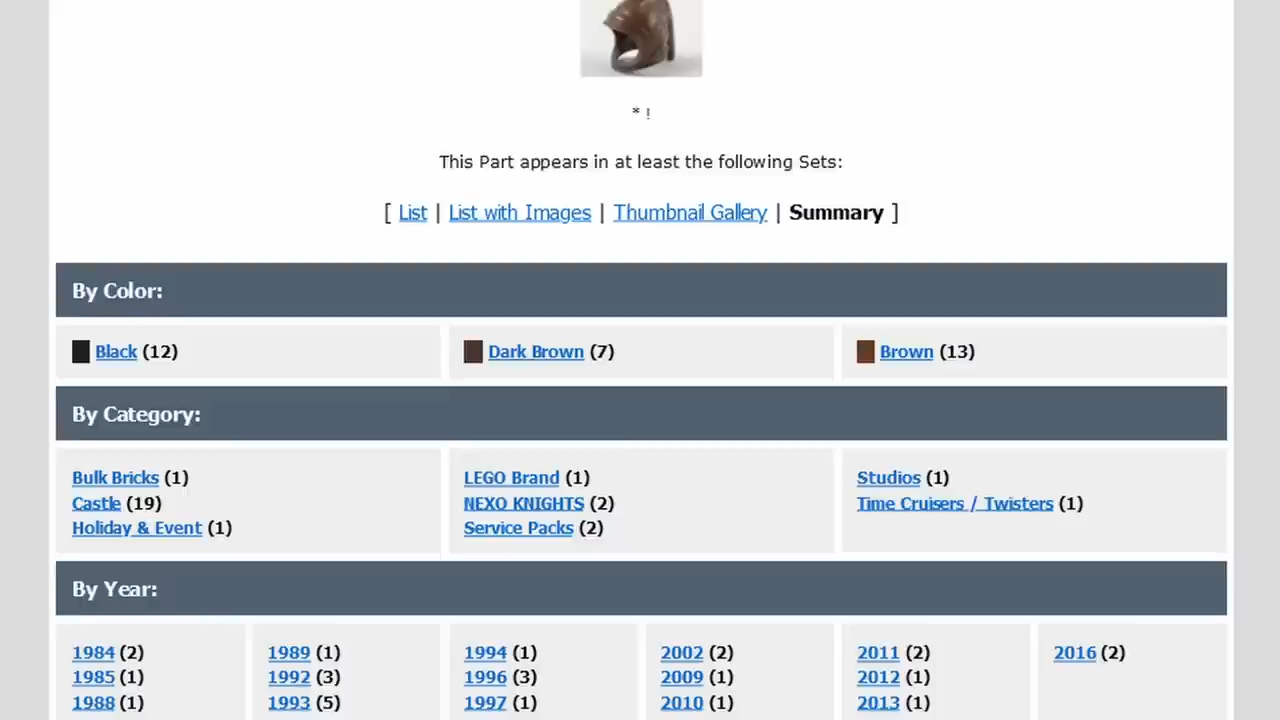 * !
This Part appears in at least the following Sets:
[ List | List with Images | Thumbnail Gallery | Summary ]
By Color:
Black (12) Dark Brown (7) Brown (13)
By Category:
Bulk Bricks (1) LEGO Brand (1) Studios (1)
Castle (19) NEXO KNIGHTS (2) Time Cruisers / Twisters (1)
Holiday & Event (1) Service Packs (2)
By Year:
1984 (2) 1989 (1) 1994 (1) 2002 (2) 2011 (2) 2016 (2)
1985 (1) 1992 (3) 1996 (3) 2009 (1) 2012 (1)
1988 (1) 1993 (5) 1997 (1) 2010 (1) 2013 (1)